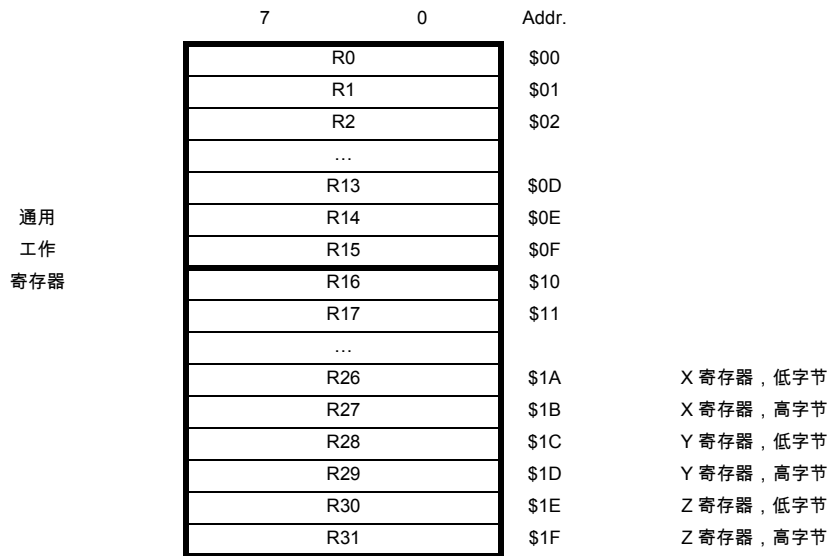 7 0 Addr.
R0 $00
R1 $01
R2 $02
…
R13 $0D
通用 R14 $0E
工作 R15 $0F
寄存器 R16 $10
R17 $11
…
R26 $1A X 寄存器，低字节
R27 $1B X 寄存器，高字节
R28 $1C Y 寄存器，低字节
R29 $1D Y 寄存器，高字节
R30 $1E Z 寄存器，低字节
R31 $1F Z 寄存器，高字节